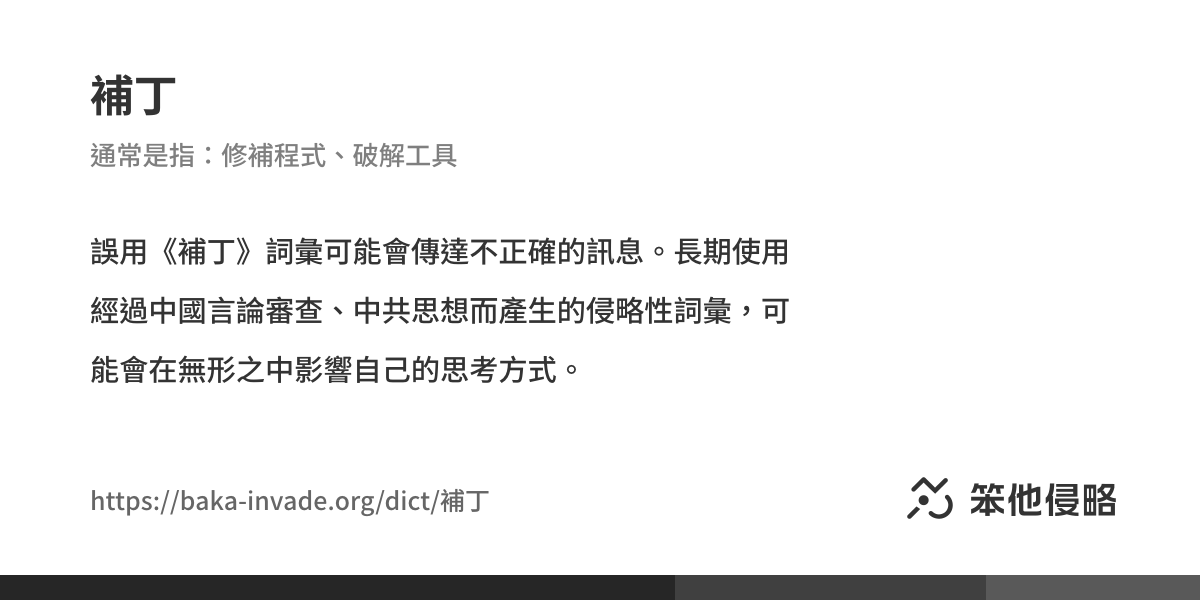 補丁
通常是指：修補程式、破解工具
誤用《補丁》詞彙可能會傳達不正確的訊息。長期使用
經過中國言論審查、中共思想而產生的侵略性詞彙，可
能會在無形之中影響自己的思考方式。
https://baka-invade.org/dict/補丁
笨他侵略